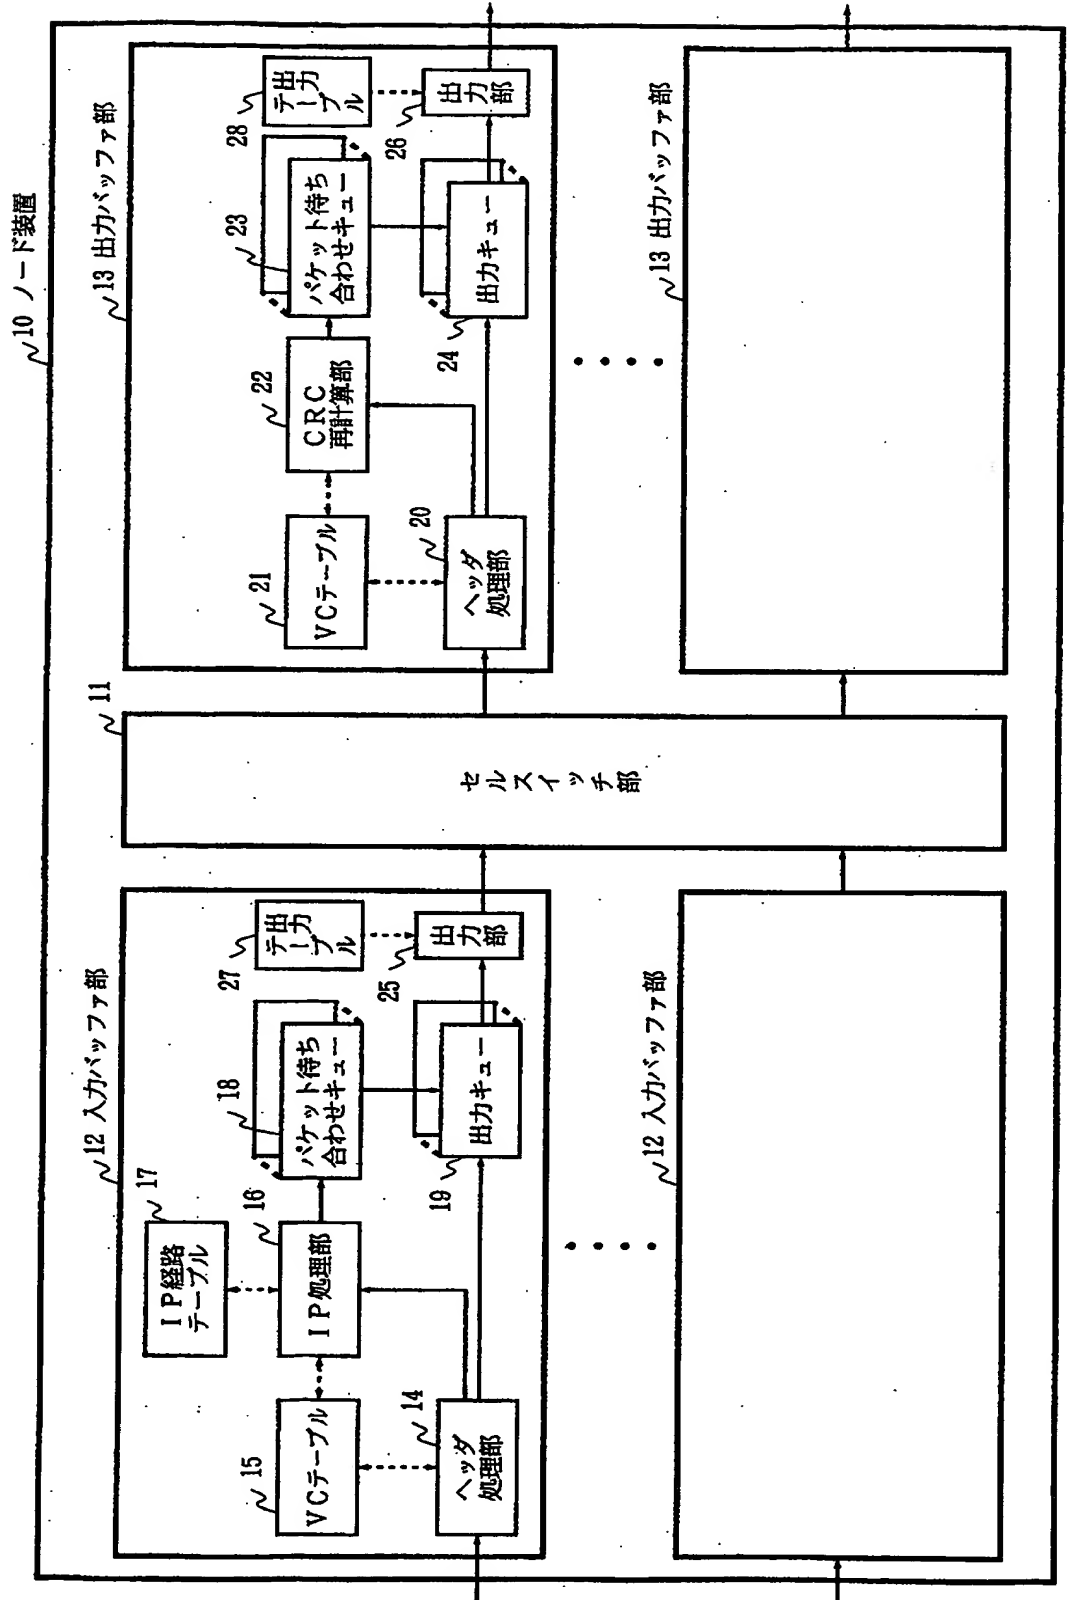 10 ノード装置
12 入力バッファ部
17
IP経路
テーブル
15
VCテーブル
16
IP処理部
18
パケット待ち
合わせキュー
27
出力
テーブル
14
ヘッダ
処理部
19
出力キュー
25
出力部
12 入力バッファ部
11
セルスイッチ部
13 出力バッファ部
21
VCテーブル
22
CRC
再計算部
23
パケット待ち
合わせキュー
28
出力
テーブル
20
ヘッダ
処理部
24
出力キュー
26
出力部
13 出力バッファ部